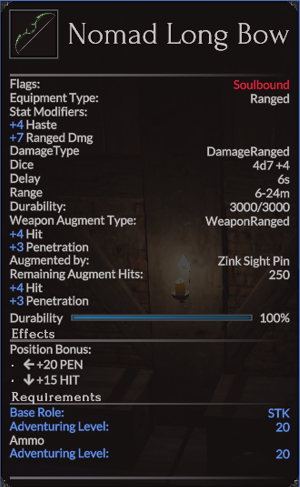 Nomad Long Bow
Flags: Soulbound
Equipment Type: Ranged
Stat Modifiers:
+4 Haste
+7 Ranged Dmg
DamageType DamageRanged
Dice 4d7 +4
Delay 6s
Range 6-24m
Durability: 3000/3000
Weapon Augment Type: WeaponRanged
+4 Hit
+3 Penetration
Augmented by: Zink Sight Pin
Remaining Augment Hits: 250
+4 Hit
+3 Penetration
Durability 100%
Effects
Position Bonus:
· ← +20 PEN
· ↓ +15 HIT
Requirements
Base Role: STK
Adventuring Level: 20
Ammo
Adventuring Level: 20